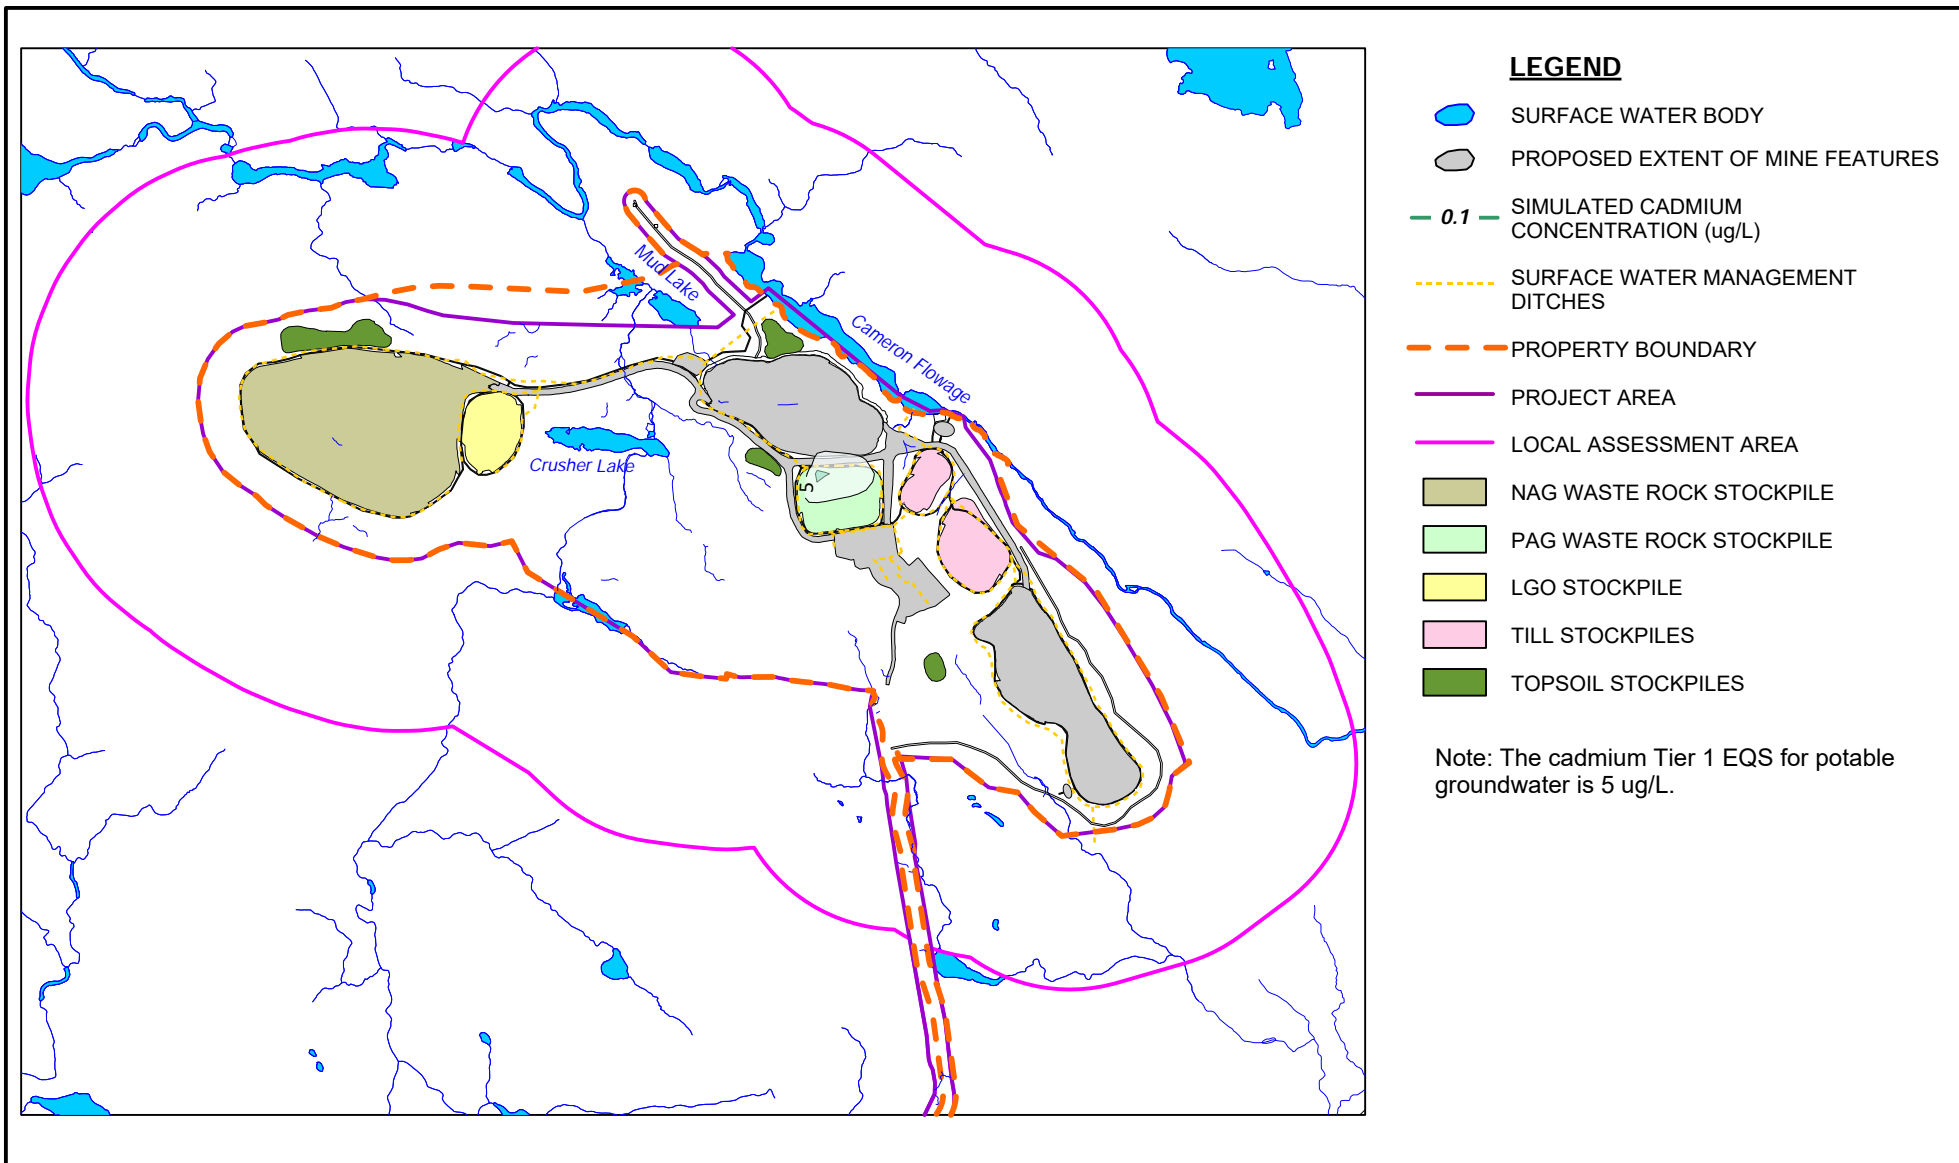 LEGEND
SURFACE WATER BODY
PROPOSED EXTENT OF MINE FEATURES
0.1
SIMULATED CADMIUM
CONCENTRATION (ug/L)
SURFACE WATER MANAGEMENT
DITCHES
PROPERTY BOUNDARY
PROJECT AREA
LOCAL ASSESSMENT AREA
NAG WASTE ROCK STOCKPILE
PAG WASTE ROCK STOCKPILE
LGO STOCKPILE
TILL STOCKPILES
TOPSOIL STOCKPILES
Note: The cadmium Tier 1 EQS for potable
groundwater is 5 ug/L.
Mud Lake
Cameron Flowage
Crusher Lake
5